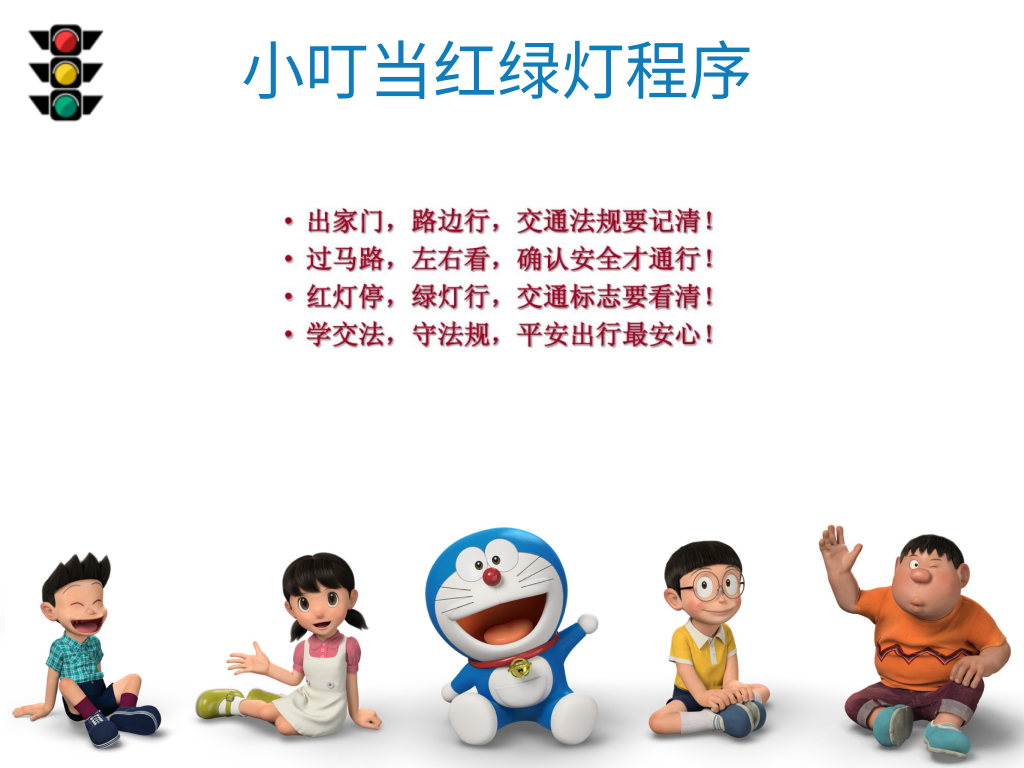 小叮当红绿灯程序
• 出家门，路边行，交通法规要记清！
• 过马路，左右看，确认安全才通行！
• 红灯停，绿灯行，交通标志要看清！
• 学交法，守法规，平安出行最安心！